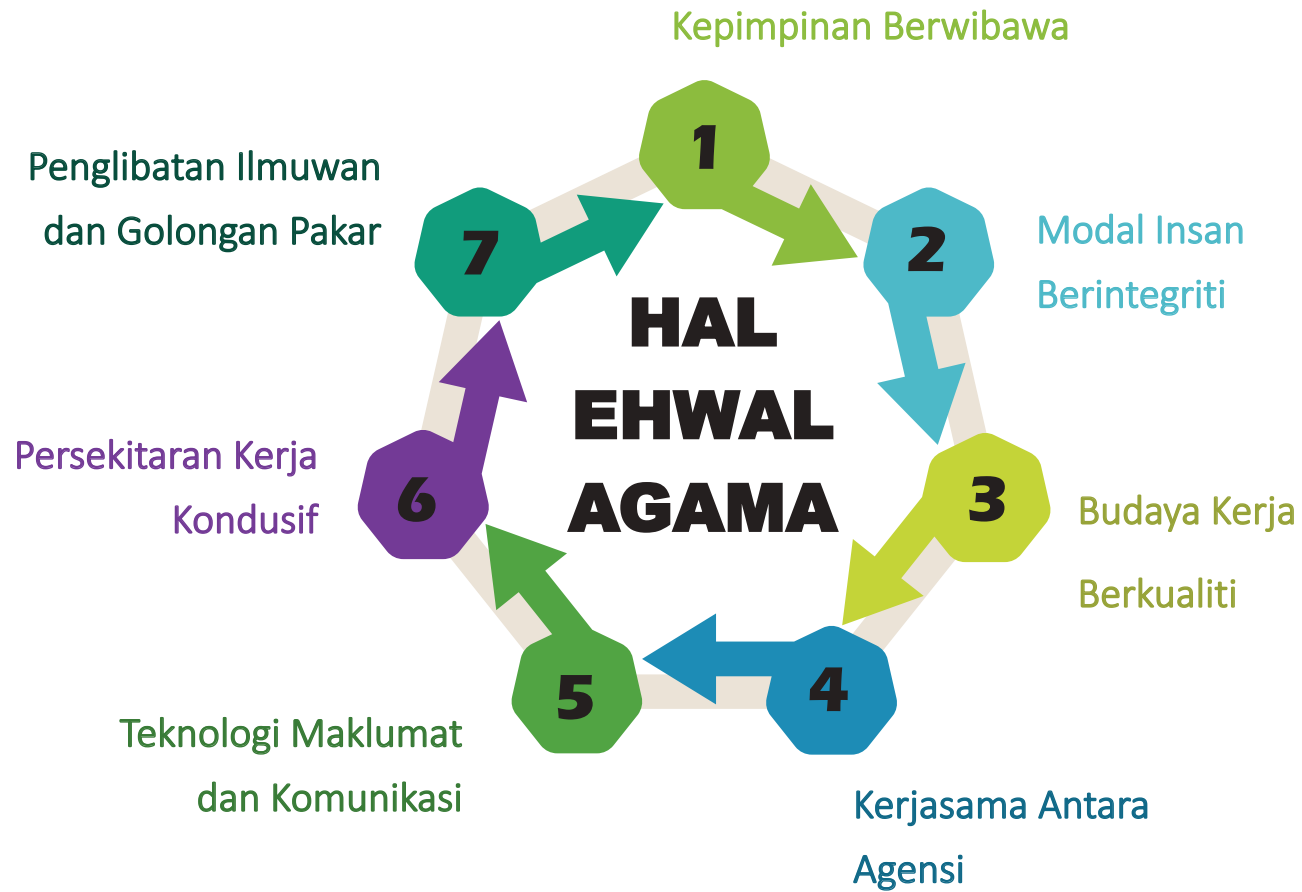 Kepimpinan Berwibawa
1
2
Modal Insan
Berintegriti
3
Budaya Kerja
Berkualiti
4
Kerjasama Antara
Agensi
5
Teknologi Maklumat
dan Komunikasi
6
Persekitaran Kerja
Kondusif
7
Penglibatan Ilmuwan
dan Golongan Pakar
HAL
EHWAL
AGAMA